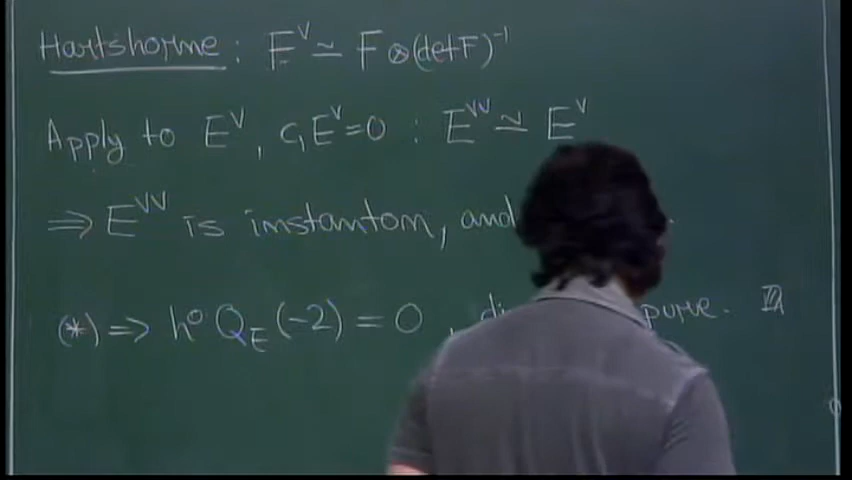 Hartshorne : F^∨ ≃ F ⊗ (det F)^{-1}
Apply to E^∨, c₁E^∨ = 0 : E^{∨∨} ≃ E^∨
⇒ E^{∨∨} is instanton, and
(*) ⇒ h⁰ Q_E(-2) = 0, pure.